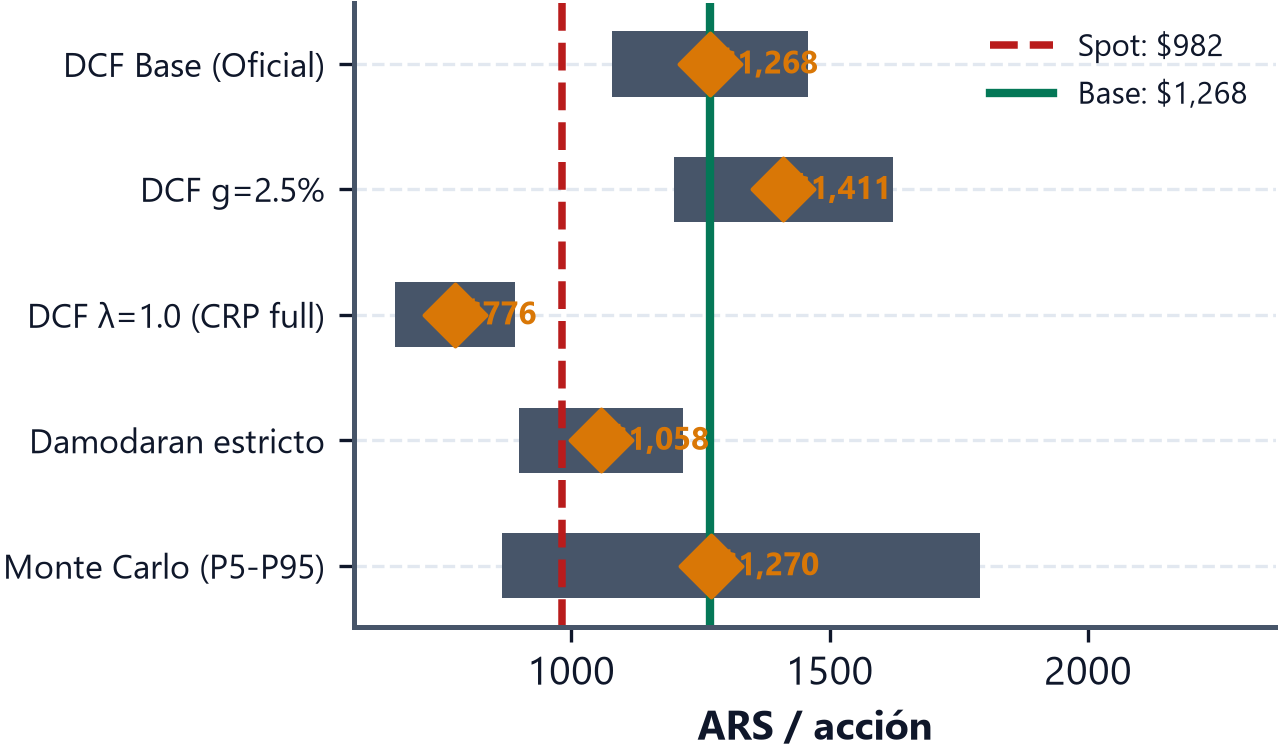 DCF Base (Oficial)
1,268
Spot: $982
Base: $1,268
DCF g=2.5%
1,411
DCF λ=1.0 (CRP full)
776
Damodaran estricto
1,058
Monte Carlo (P5-P95)
1,270
1000 1500 2000
ARS / acción